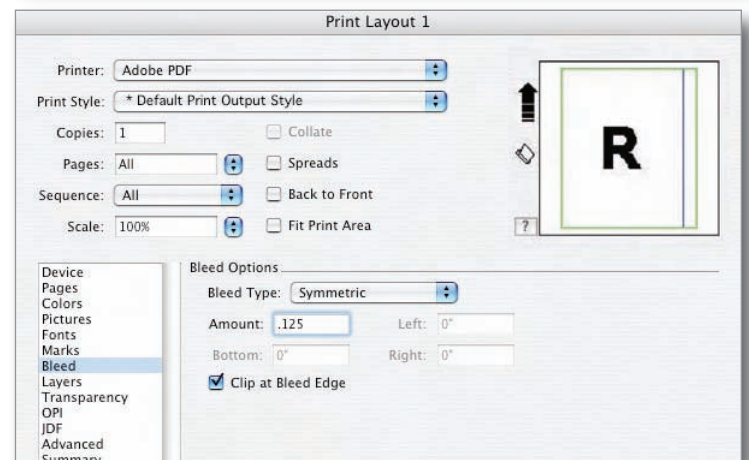 Print Layout 1
Printer: Adobe PDF
Print Style: * Default Print Output Style
Copies: 1 Collate
Pages: All Spreads
Sequence: All Back to Front
Scale: 100% Fit Print Area
R
?
Device
Pages
Colors
Pictures
Fonts
Marks
Bleed
Layers
Transparency
OPI
JDF
Advanced
Summary
Bleed Options
Bleed Type: Symmetric
Amount: .125 Left: 0"
Bottom: 0" Right: 0"
Clip at Bleed Edge